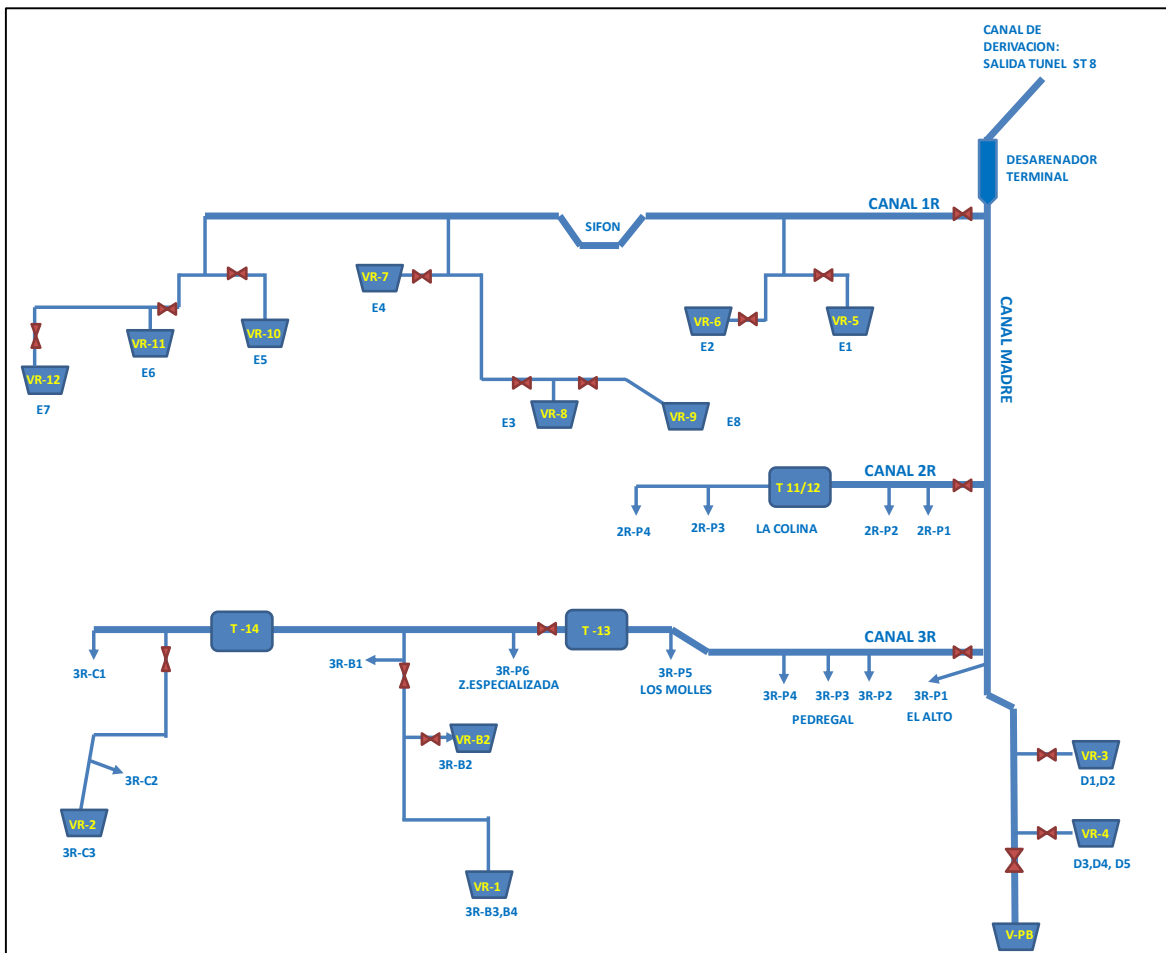 CANAL DE
DERIVACION:
SALIDA TUNEL ST 8
DESARENADOR
TERMINAL
CANAL 1R
SIFON
VR-7
E4
VR-6
E2
VR-5
E1
VR-10
E5
VR-11
E6
VR-12
E7
CANAL MADRE
VR-8
E3
VR-9
E8
CANAL 2R
T 11/12
LA COLINA
2R-P4
2R-P3
2R-P2
2R-P1
T -14
T -13
CANAL 3R
3R-C1
3R-B1
3R-P6
Z.ESPECIALIZADA
3R-P5
LOS MOLLES
3R-P4
3R-P3
3R-P2
PEDREGAL
3R-P1
EL ALTO
VR-B2
3R-B2
VR-3
D1,D2
3R-C2
VR-2
3R-C3
VR-4
D3,D4, D5
VR-1
3R-B3,B4
V-PB